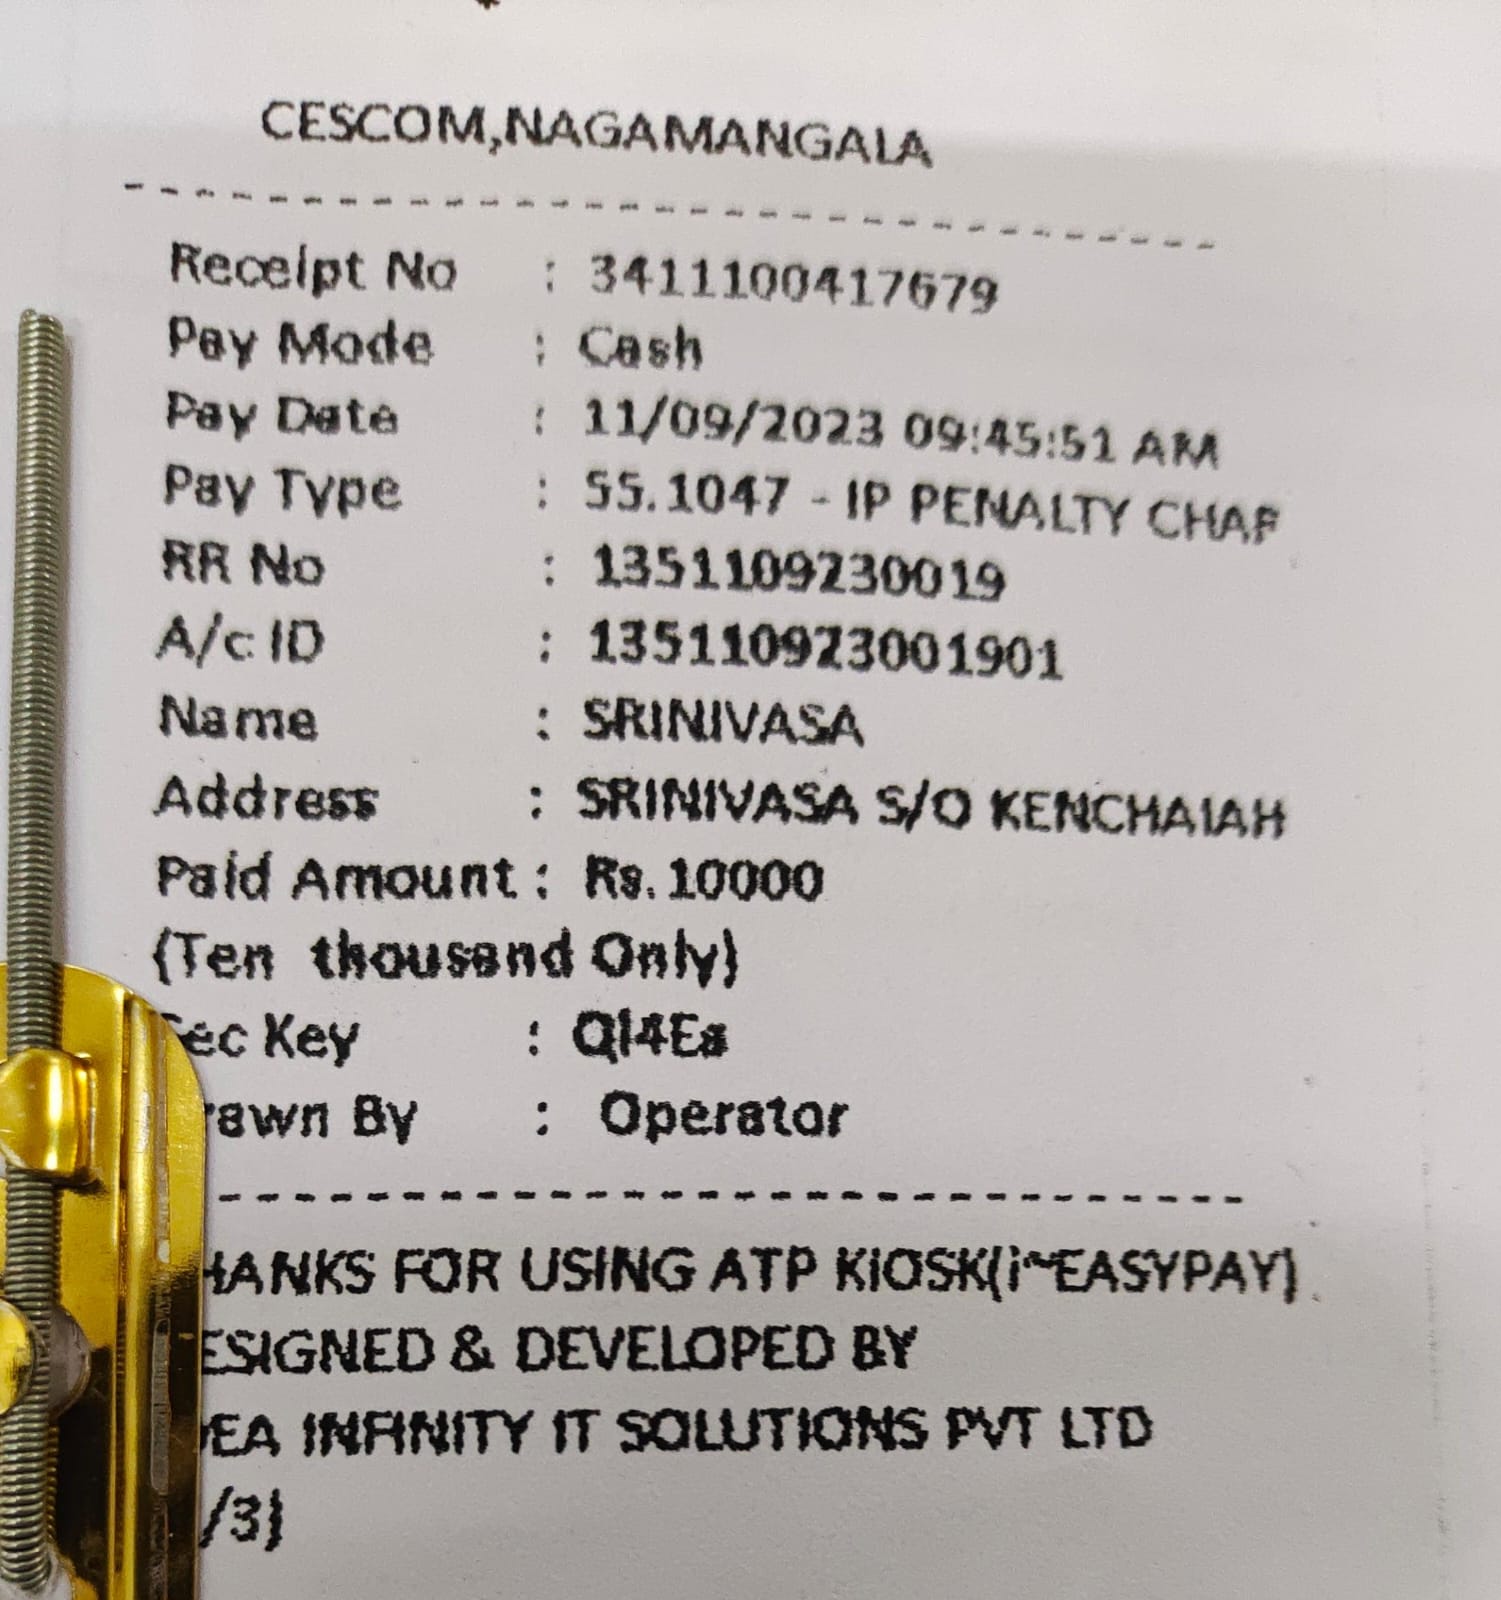 CESCOM,NAGAMANGALA
--------------------------------
Receipt No : 3411100417679
Pay Mode : Cash
Pay Date : 11/09/2023 09:45:51 AM
Pay Type : 55.1047 - IP PENALTY CHAF
RR No : 1351109230019
A/c ID : 135110923001901
Name : SRINIVASA
Address : SRINIVASA S/O KENCHAIAH
Paid Amount : Rs.10000
(Ten thousand Only)
ec Key : QI4Ea
rawn By : Operator
--------------------------------
HANKS FOR USING ATP KIOSK(i~EASYPAY)
ESIGNED & DEVELOPED BY
EA INFINITY IT SOLUTIONS PVT LTD
/3)